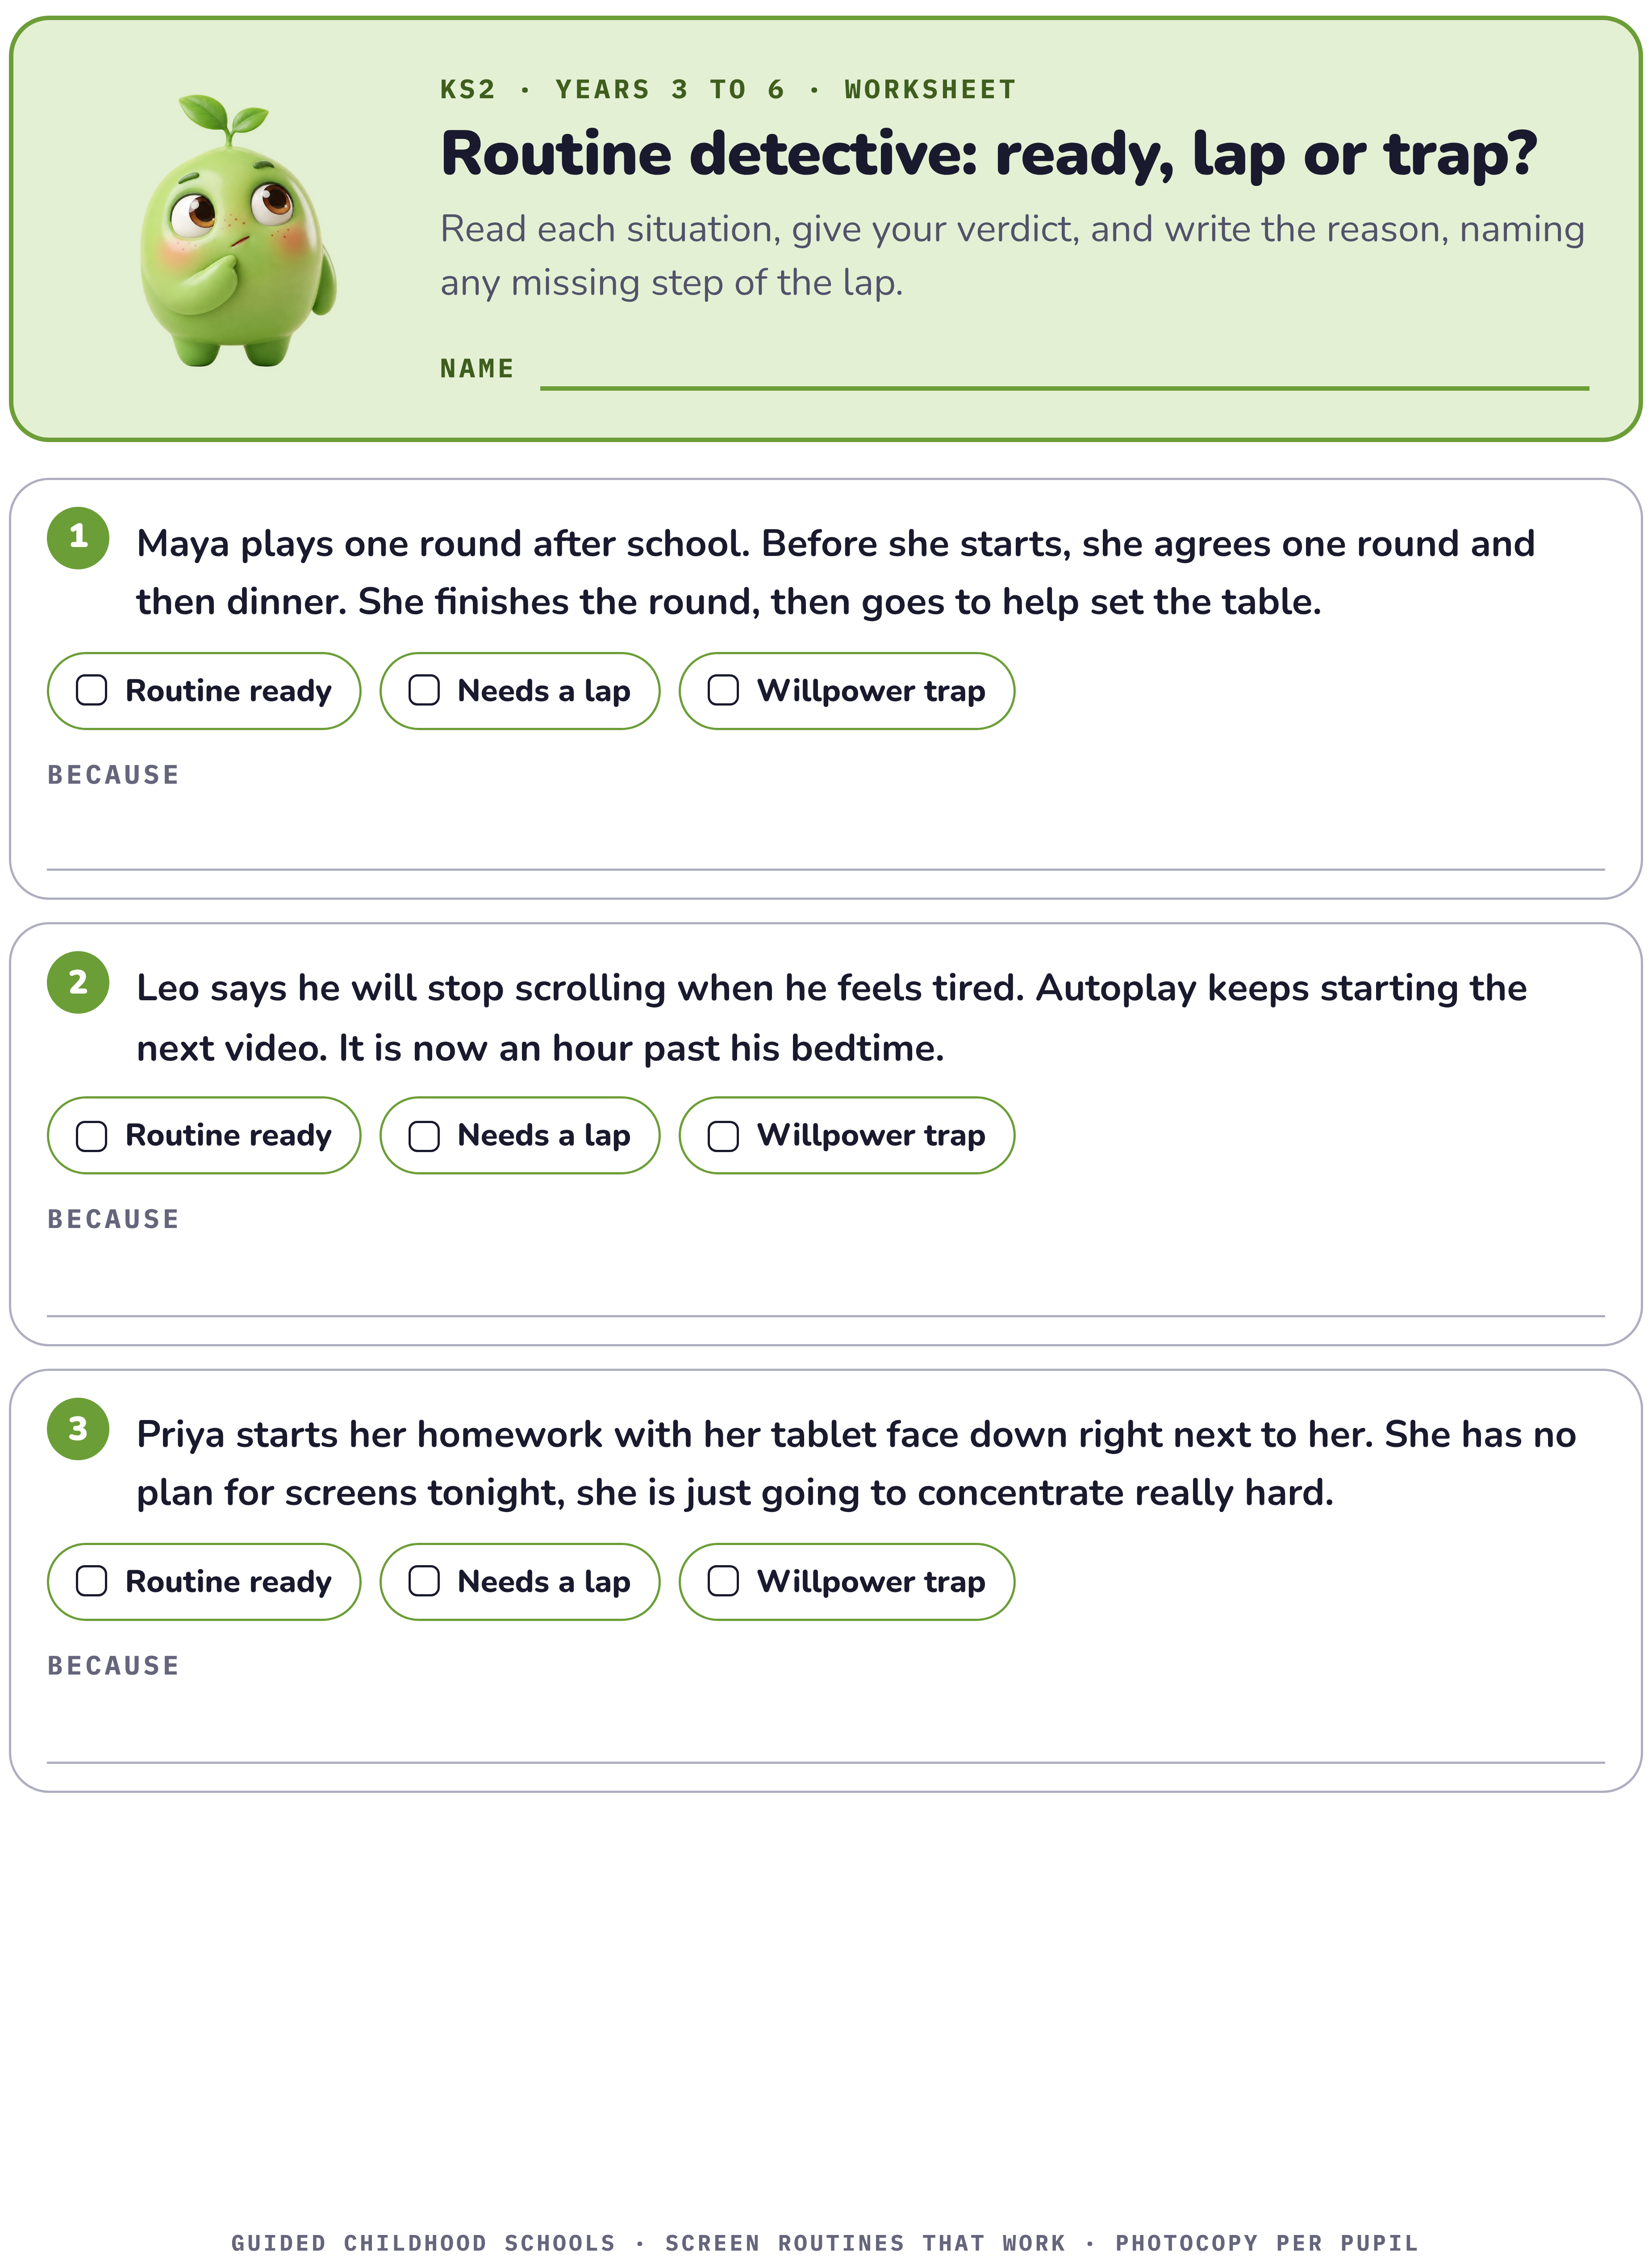 KS2 · YEARS 3 TO 6 · WORKSHEET
Routine detective: ready, lap or trap?
Read each situation, give your verdict, and write the reason, naming
any missing step of the lap.
NAME
1 Maya plays one round after school. Before she starts, she agrees one round and
then dinner. She finishes the round, then goes to help set the table.
Routine ready Needs a lap Willpower trap
BECAUSE
2 Leo says he will stop scrolling when he feels tired. Autoplay keeps starting the
next video. It is now an hour past his bedtime.
Routine ready Needs a lap Willpower trap
BECAUSE
3 Priya starts her homework with her tablet face down right next to her. She has no
plan for screens tonight, she is just going to concentrate really hard.
Routine ready Needs a lap Willpower trap
BECAUSE
GUIDED CHILDHOOD SCHOOLS · SCREEN ROUTINES THAT WORK · PHOTOCOPY PER PUPIL